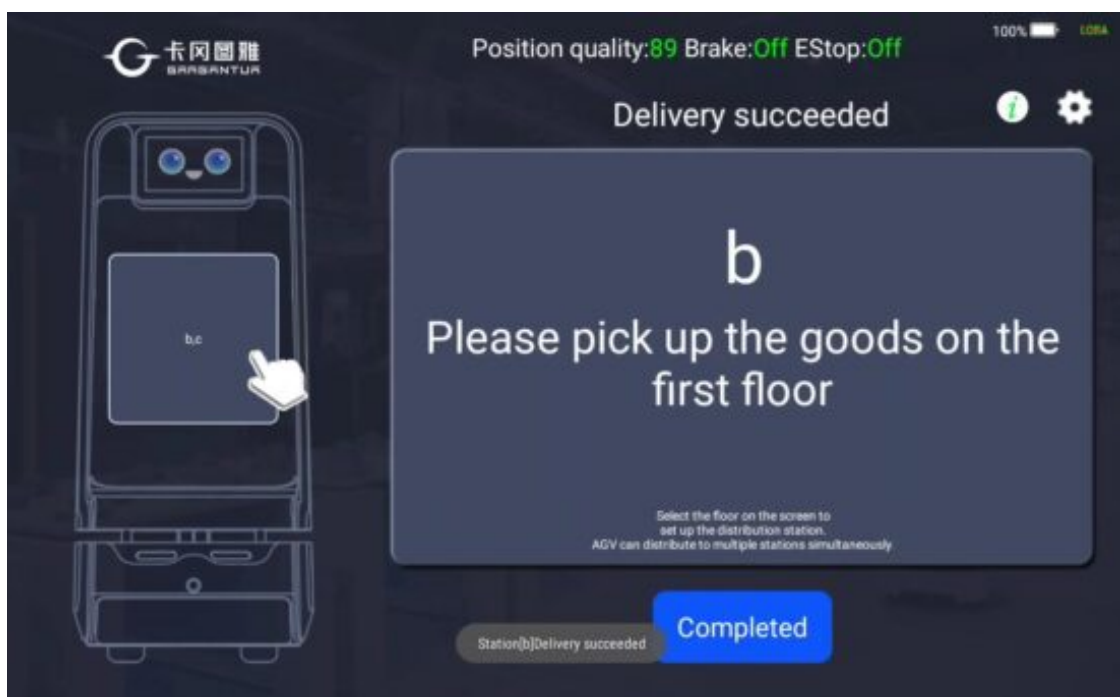 卡冈图雅
GARGANTUR
Position quality:89 Brake:Off EStop:Off
100%
LORA
Delivery succeeded
i
b,c
b
Please pick up the goods on the
first floor
Select the floor on the screen to
set up the distribution station.
AGV can distribute to multiple stations simultaneously
Station[b]Delivery succeeded
Completed